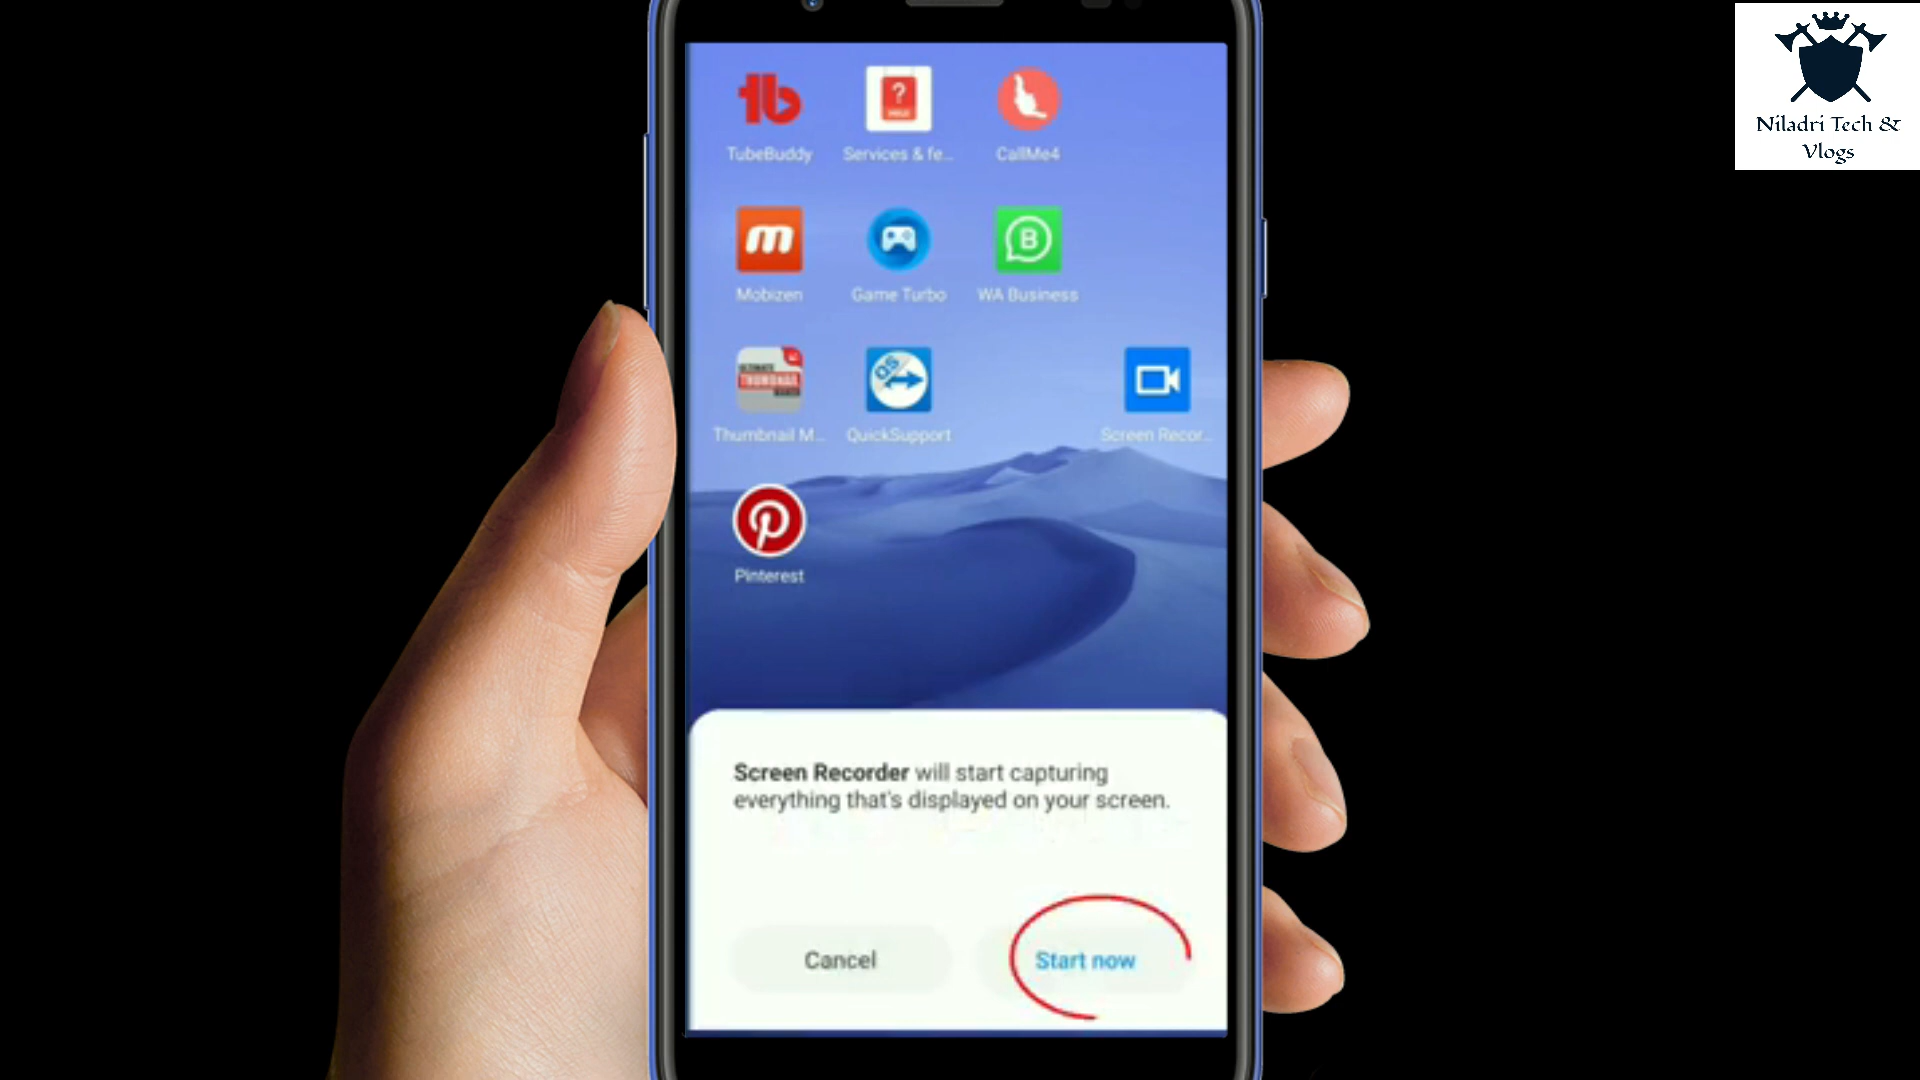 Niladri Tech &
Vlogs
TubeBuddy
Services & fe...
CallMe4
Mobizen
Game Turbo
WA Business
Thumbnail M...
QuickSupport
Screen Recor...
Pinterest
Screen Recorder will start capturing
everything that's displayed on your screen.
Cancel
Start now